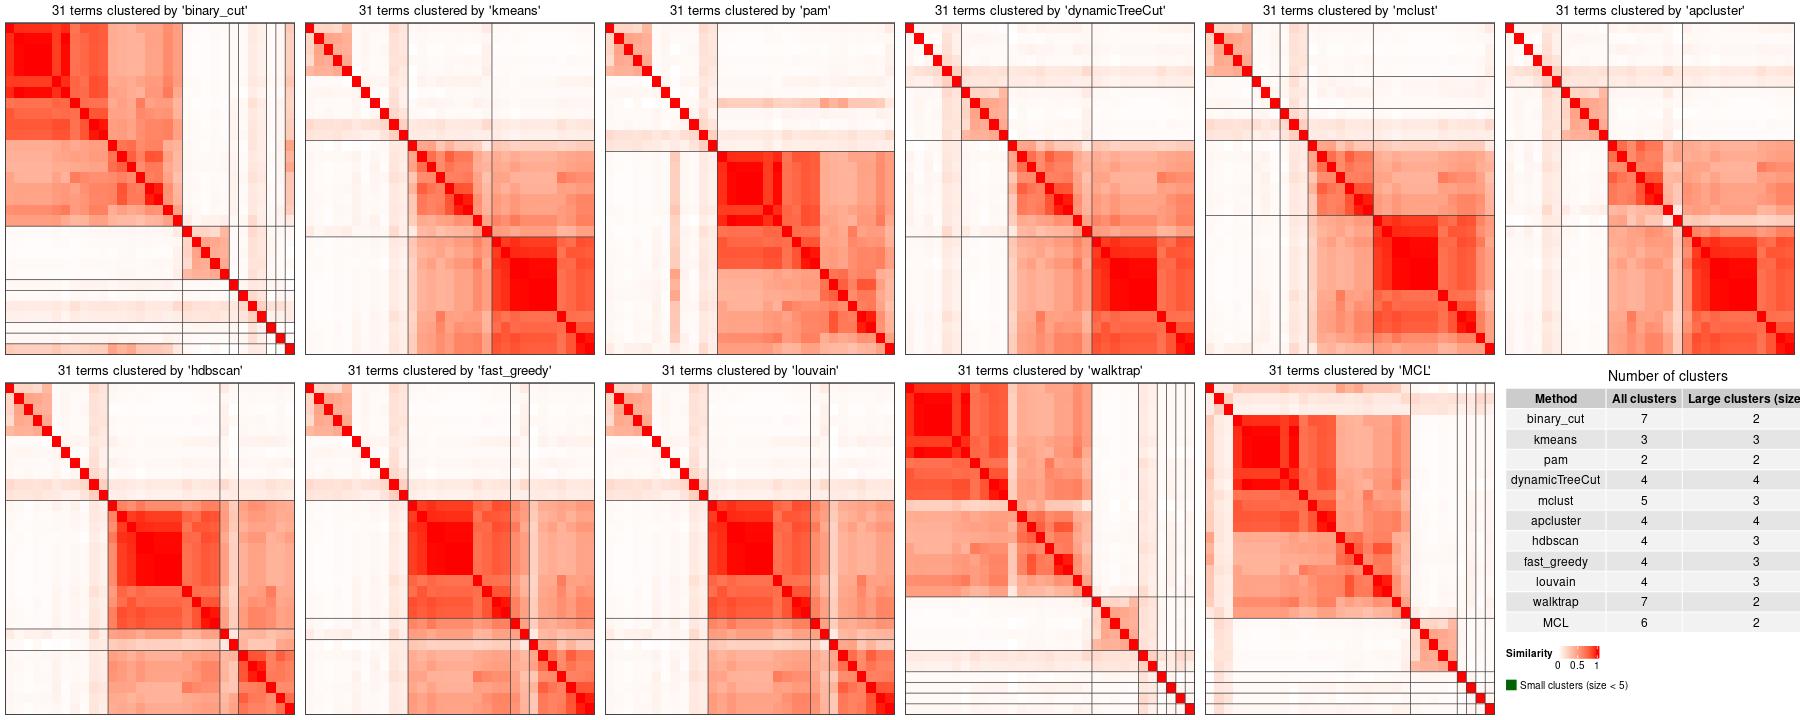 31 terms clustered by 'binary_cut'
31 terms clustered by 'kmeans'
31 terms clustered by 'pam'
31 terms clustered by 'dynamicTreeCut'
31 terms clustered by 'mclust'
31 terms clustered by 'apcluster'
31 terms clustered by 'hdbscan'
31 terms clustered by 'fast_greedy'
31 terms clustered by 'louvain'
31 terms clustered by 'walktrap'
31 terms clustered by 'MCL'
Number of clusters
Method All clusters Large clusters (size
binary_cut 7 2
kmeans 3 3
pam 2 2
dynamicTreeCut 4 4
mclust 5 3
apcluster 4 4
hdbscan 4 3
fast_greedy 4 3
louvain 4 3
walktrap 7 2
MCL 6 2
Similarity
0 0.5 1
Small clusters (size < 5)